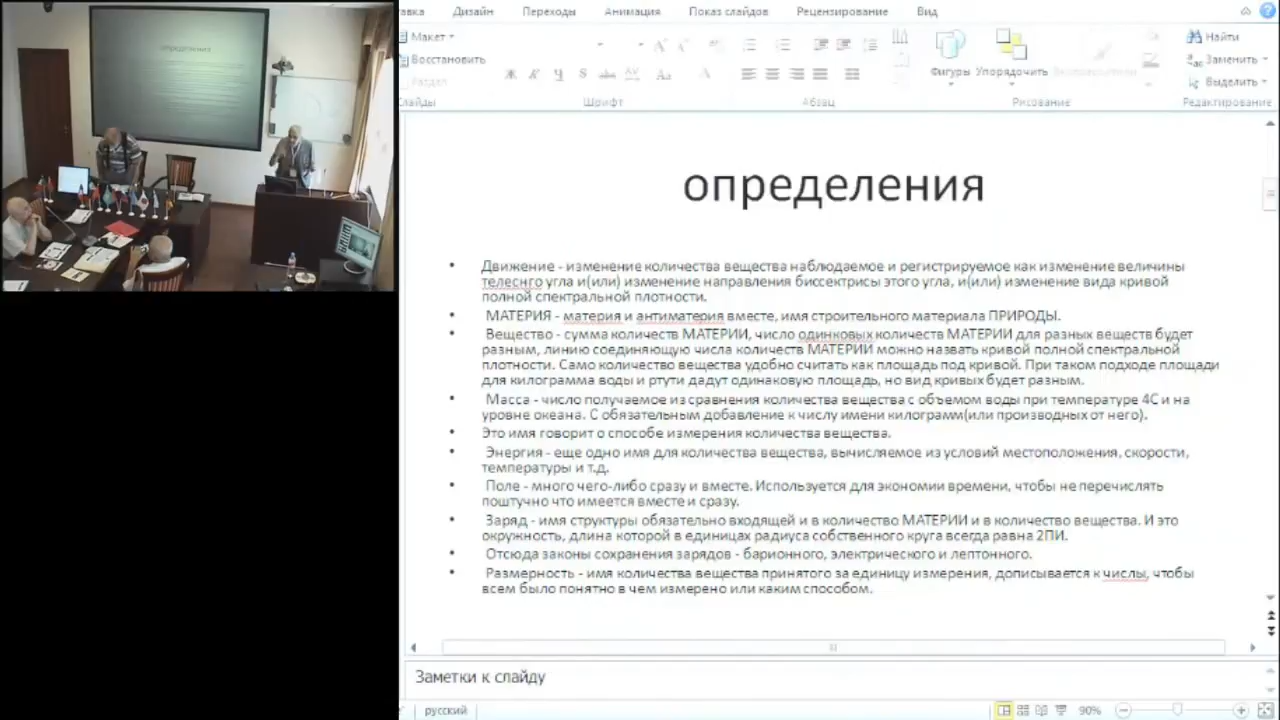 авка Дизайн Переходы Анимация Показ слайдов Рецензирование Вид
Макет
Восстановить
Раздел
Слайды
Ж К Ч S abc AV Aa A
Шрифт
Абзац
Фигуры Упорядочить
Рисование
Найти
Заменить
Выделить
Редактирование
определения
• Движение - изменение количества вещества наблюдаемое и регистрируемое как изменение величины
телеснго угла и(или) изменение направления биссектрисы этого угла, и(или) изменение вида кривой
полной спектральной плотности.
• МАТЕРИЯ - материя и антиматерия вместе, имя строительного материала ПРИРОДЫ.
• Вещество - сумма количеств МАТЕРИИ, число одинковых количеств МАТЕРИИ для разных веществ будет
разным, линию соединяющую числа количеств МАТЕРИИ можно назвать кривой полной спектральной
плотности. Само количество вещества удобно считать как площадь под кривой. При таком подходе площади
для килограмма воды и ртути дадут одинаковую площадь, но вид кривых будет разным.
• Масса - число получаемое из сравнения количества вещества с объемом воды при температуре 4С и на
уровне океана. С обязательным добавление к числу имени килограмм(или производных от него).
• Это имя говорит о способе измерения количества вещества.
• Энергия - еще одно имя для количества вещества, вычисляемое из условий местоположения, скорости,
температуры и т.д.
• Поле - много чего-либо сразу и вместе. Используется для экономии времени, чтобы не перечислять
поштучно что имеется вместе и сразу.
• Заряд - имя структуры обязательно входящей и в количество МАТЕРИИ и в количество вещества. И это
окружность, длина которой в единицах радиуса собственного круга всегда равна 2ПИ.
• Отсюда законы сохранения зарядов - барионного, электрического и лептонного.
• Размерность - имя количества вещества принятого за единицу измерения, дописывается к числы, чтобы
всем было понятно в чем измерено или каким способом.
Заметки к слайду
русский
90%
определения